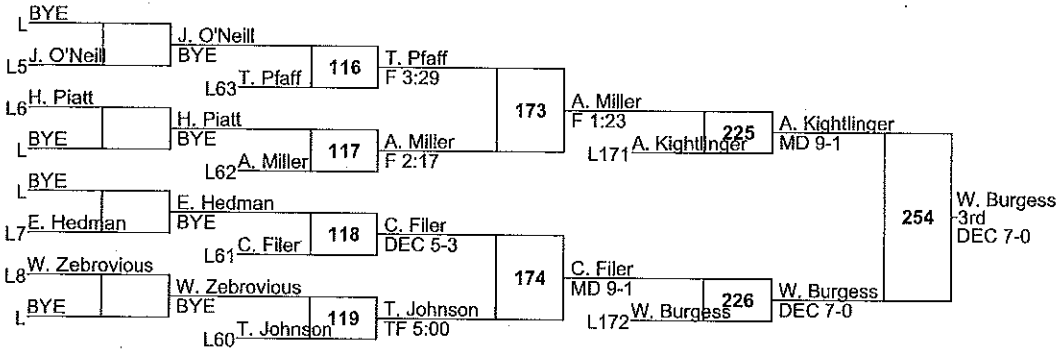 L BYE
L5 J. O'Neill
J. O'Neill
BYE
L63 T. Pfaff
116
T. Pfaff
F 3:29
L6 H. Piatt
L BYE
H. Piatt
BYE
L62 A. Miller
117
A. Miller
F 2:17
173
A. Miller
F 1:23
L171 A. Kightlinger
225
A. Kightlinger
MD 9-1
L BYE
L7 E. Hedman
E. Hedman
BYE
L61 C. Filer
118
C. Filer
DEC 5-3
L8 W. Zebrovious
L BYE
W. Zebrovious
BYE
L60 T. Johnson
119
T. Johnson
TF 5:00
174
C. Filer
MD 9-1
L172 W. Burgess
226
W. Burgess
DEC 7-0
254
W. Burgess
3rd
DEC 7-0